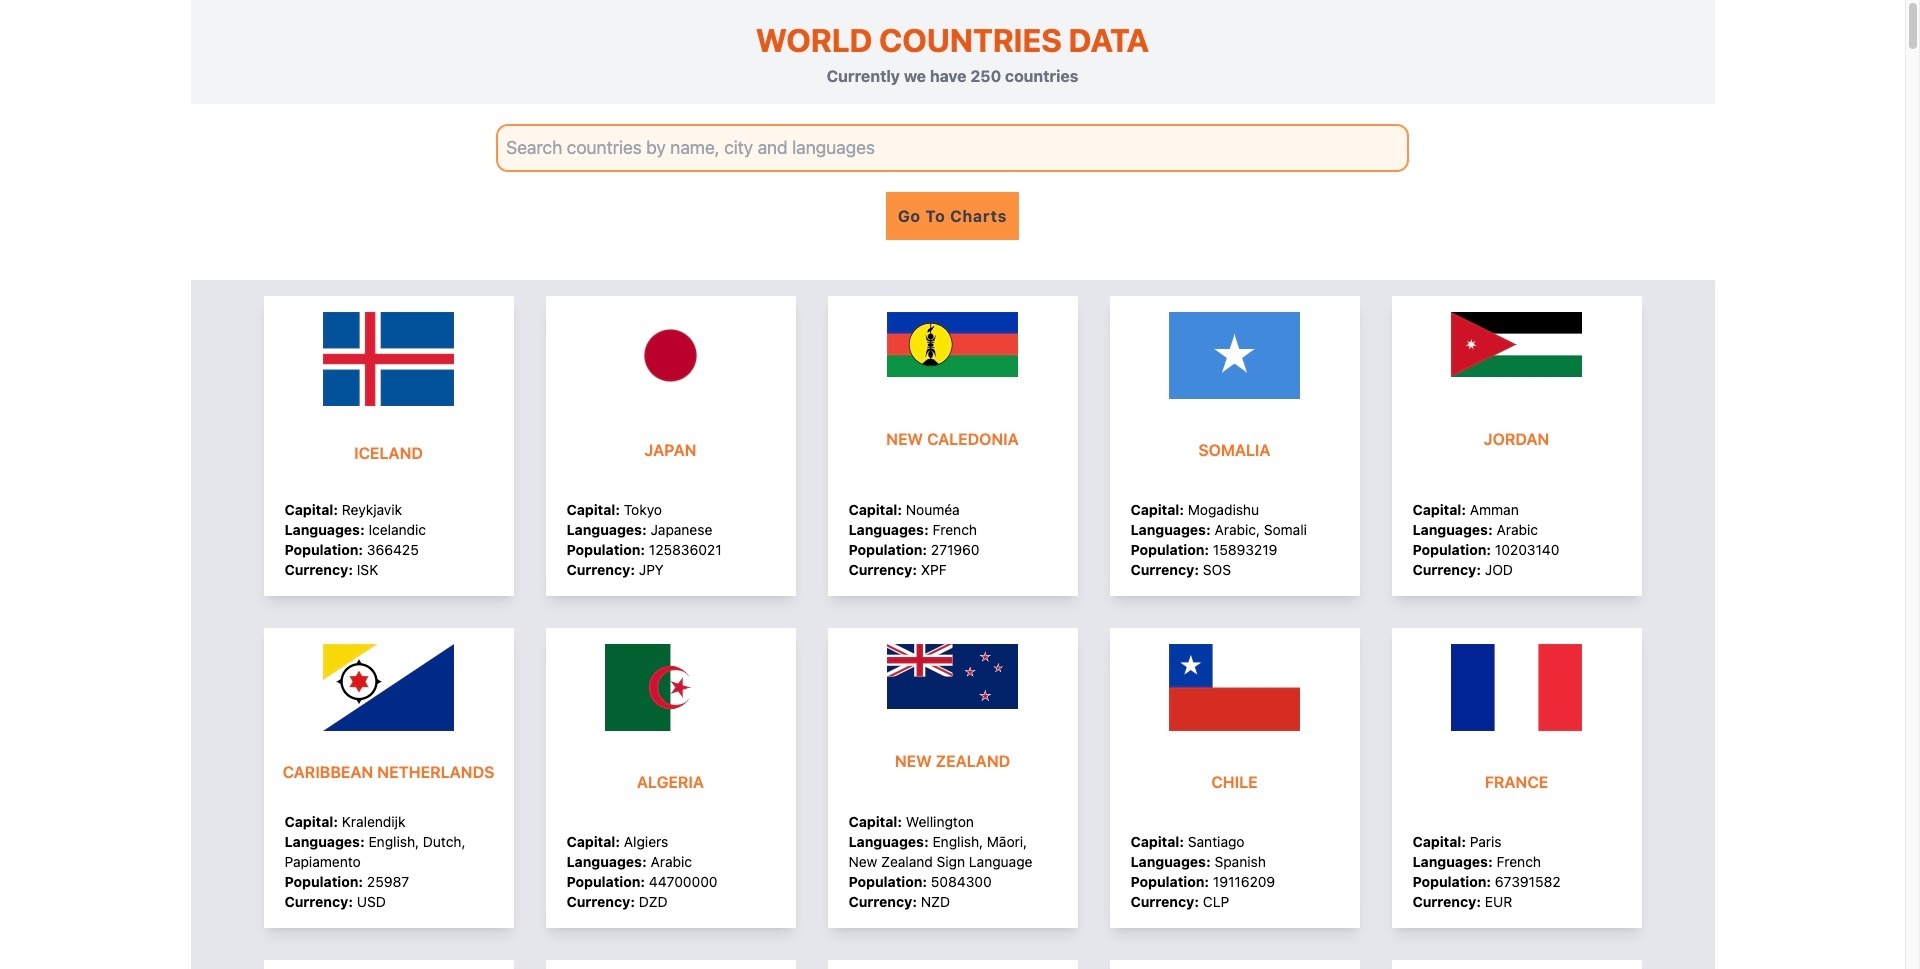 WORLD COUNTRIES DATA
Currently we have 250 countries
Search countries by name, city and languages
Go To Charts
ICELAND
Capital: Reykjavik
Languages: Icelandic
Population: 366425
Currency: ISK
JAPAN
Capital: Tokyo
Languages: Japanese
Population: 125836021
Currency: JPY
NEW CALEDONIA
Capital: Nouméa
Languages: French
Population: 271960
Currency: XPF
SOMALIA
Capital: Mogadishu
Languages: Arabic, Somali
Population: 15893219
Currency: SOS
JORDAN
Capital: Amman
Languages: Arabic
Population: 10203140
Currency: JOD
CARIBBEAN NETHERLANDS
Capital: Kralendijk
Languages: English, Dutch,
Papiamento
Population: 25987
Currency: USD
ALGERIA
Capital: Algiers
Languages: Arabic
Population: 44700000
Currency: DZD
NEW ZEALAND
Capital: Wellington
Languages: English, Māori,
New Zealand Sign Language
Population: 5084300
Currency: NZD
CHILE
Capital: Santiago
Languages: Spanish
Population: 19116209
Currency: CLP
FRANCE
Capital: Paris
Languages: French
Population: 67391582
Currency: EUR